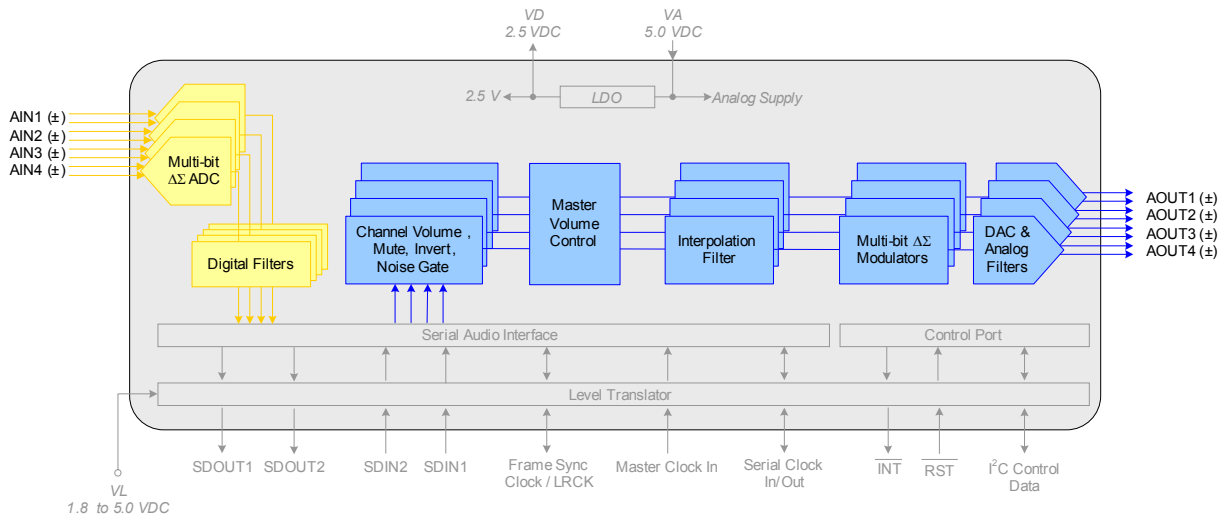 VD
2.5 VDC
VA
5.0 VDC
2.5 V
LDO
Analog Supply
AIN1 (±)
AIN2 (±)
AIN3 (±)
AIN4 (±)
Multi-bit
ΔΣ ADC
Digital Filters
Channel Volume ,
Mute, Invert,
Noise Gate
Master
Volume
Control
Interpolation
Filter
Multi-bit ΔΣ
Modulators
DAC &
Analog
Filters
AOUT1 (±)
AOUT2 (±)
AOUT3 (±)
AOUT4 (±)
Serial Audio Interface
Control Port
Level Translator
SDOUT1
SDOUT2
SDIN2
SDIN1
Frame Sync
Clock / LRCK
Master Clock In
Serial Clock
In/Out
INT
RST
I²C Control
Data
VL
1.8 to 5.0 VDC